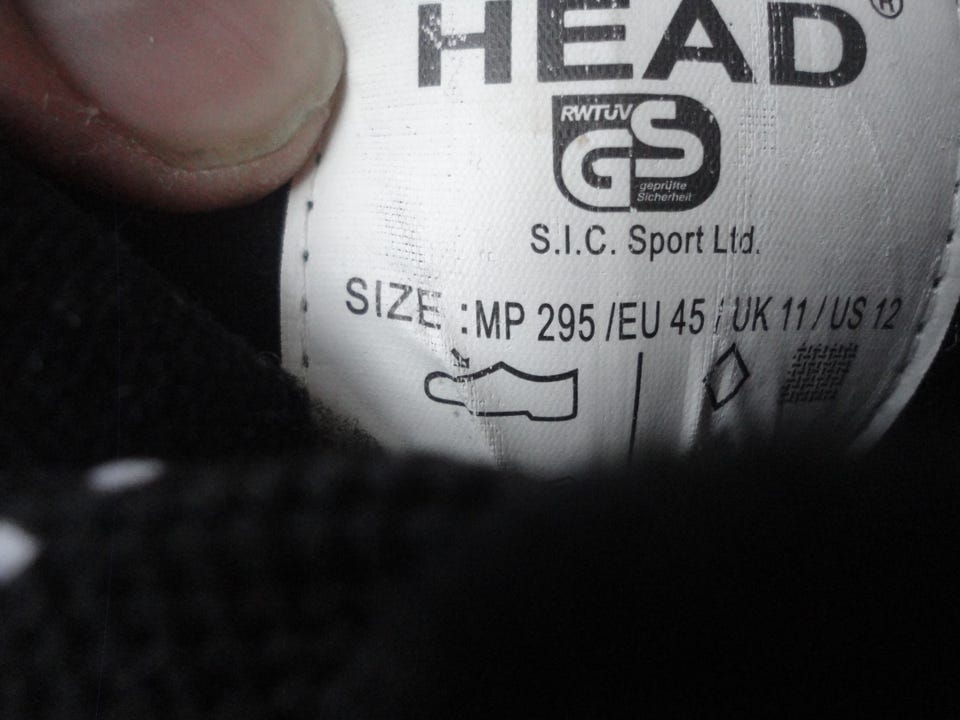 HEAD®
RWTÜV
GS
geprüfte
Sicherheit
S.I.C. Sport Ltd.
SIZE :MP 295 /EU 45 / UK 11 / US 12